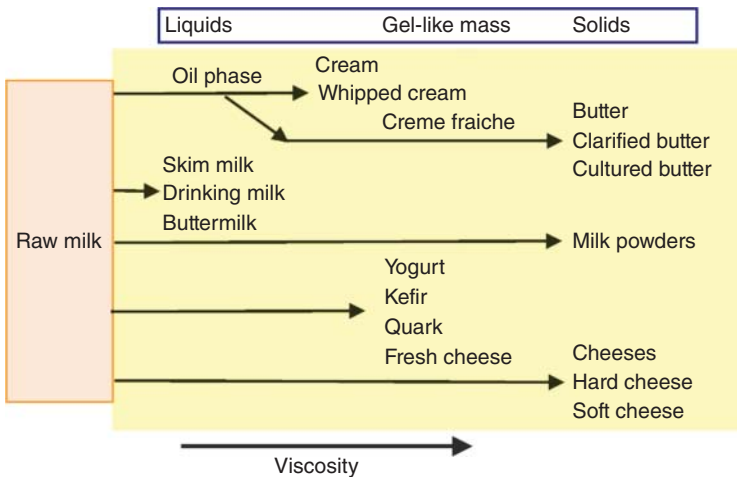 Liquids Gel-like mass Solids
Oil phase
Cream
Whipped cream
Creme fraiche
Butter
Clarified butter
Cultured butter
Skim milk
Drinking milk
Buttermilk
Raw milk
Milk powders
Yogurt
Kefir
Quark
Fresh cheese
Cheeses
Hard cheese
Soft cheese
Viscosity